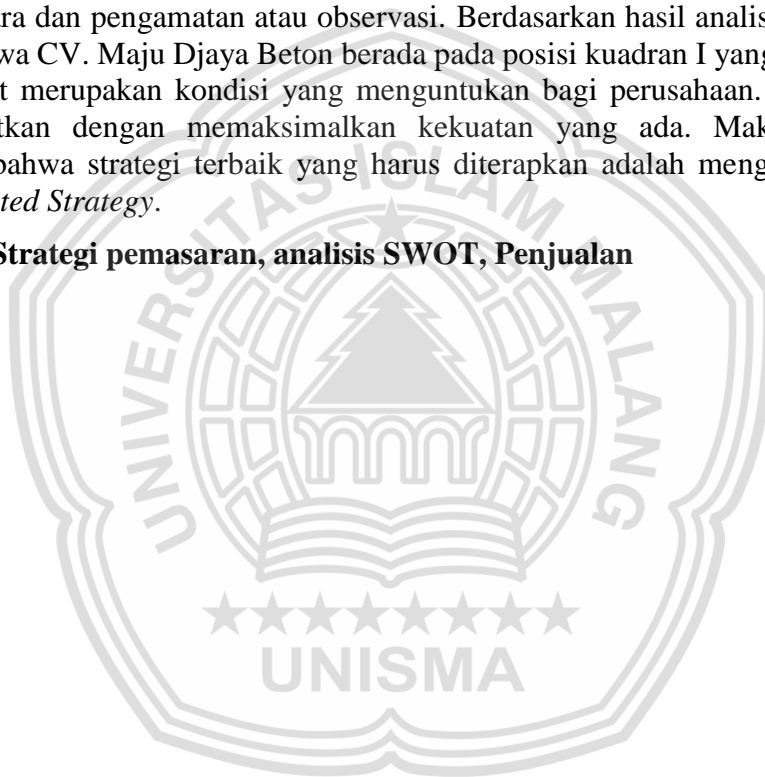 ra dan pengamatan atau observasi. Berdasarkan hasil analis
wa CV. Maju Djaya Beton berada pada posisi kuadran I yang
t merupakan kondisi yang menguntukan bagi perusahaan.
tkan dengan memaksimalkan kekuatan yang ada. Mak
bahwa strategi terbaik yang harus diterapkan adalah meng
ted Strategy.
Strategi pemasaran, analisis SWOT, Penjualan
UNIVERSITAS ISLAM MALANG
UNISMA